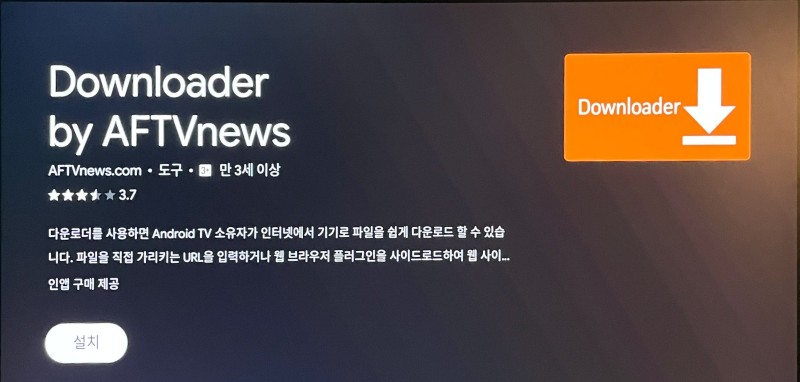 Downloader
by AFTVnews
AFTVnews.com • 도구 • 3+ 만 3세 이상
3.7
다운로더를 사용하면 Android TV 소유자가 인터넷에서 기기로 파일을 쉽게 다운로드 할 수 있습
니다. 파일을 직접 가리키는 URL을 입력하거나 웹 브라우저 플러그인을 사이드로드하여 웹 사이...
인앱 구매 제공
설치
Downloader